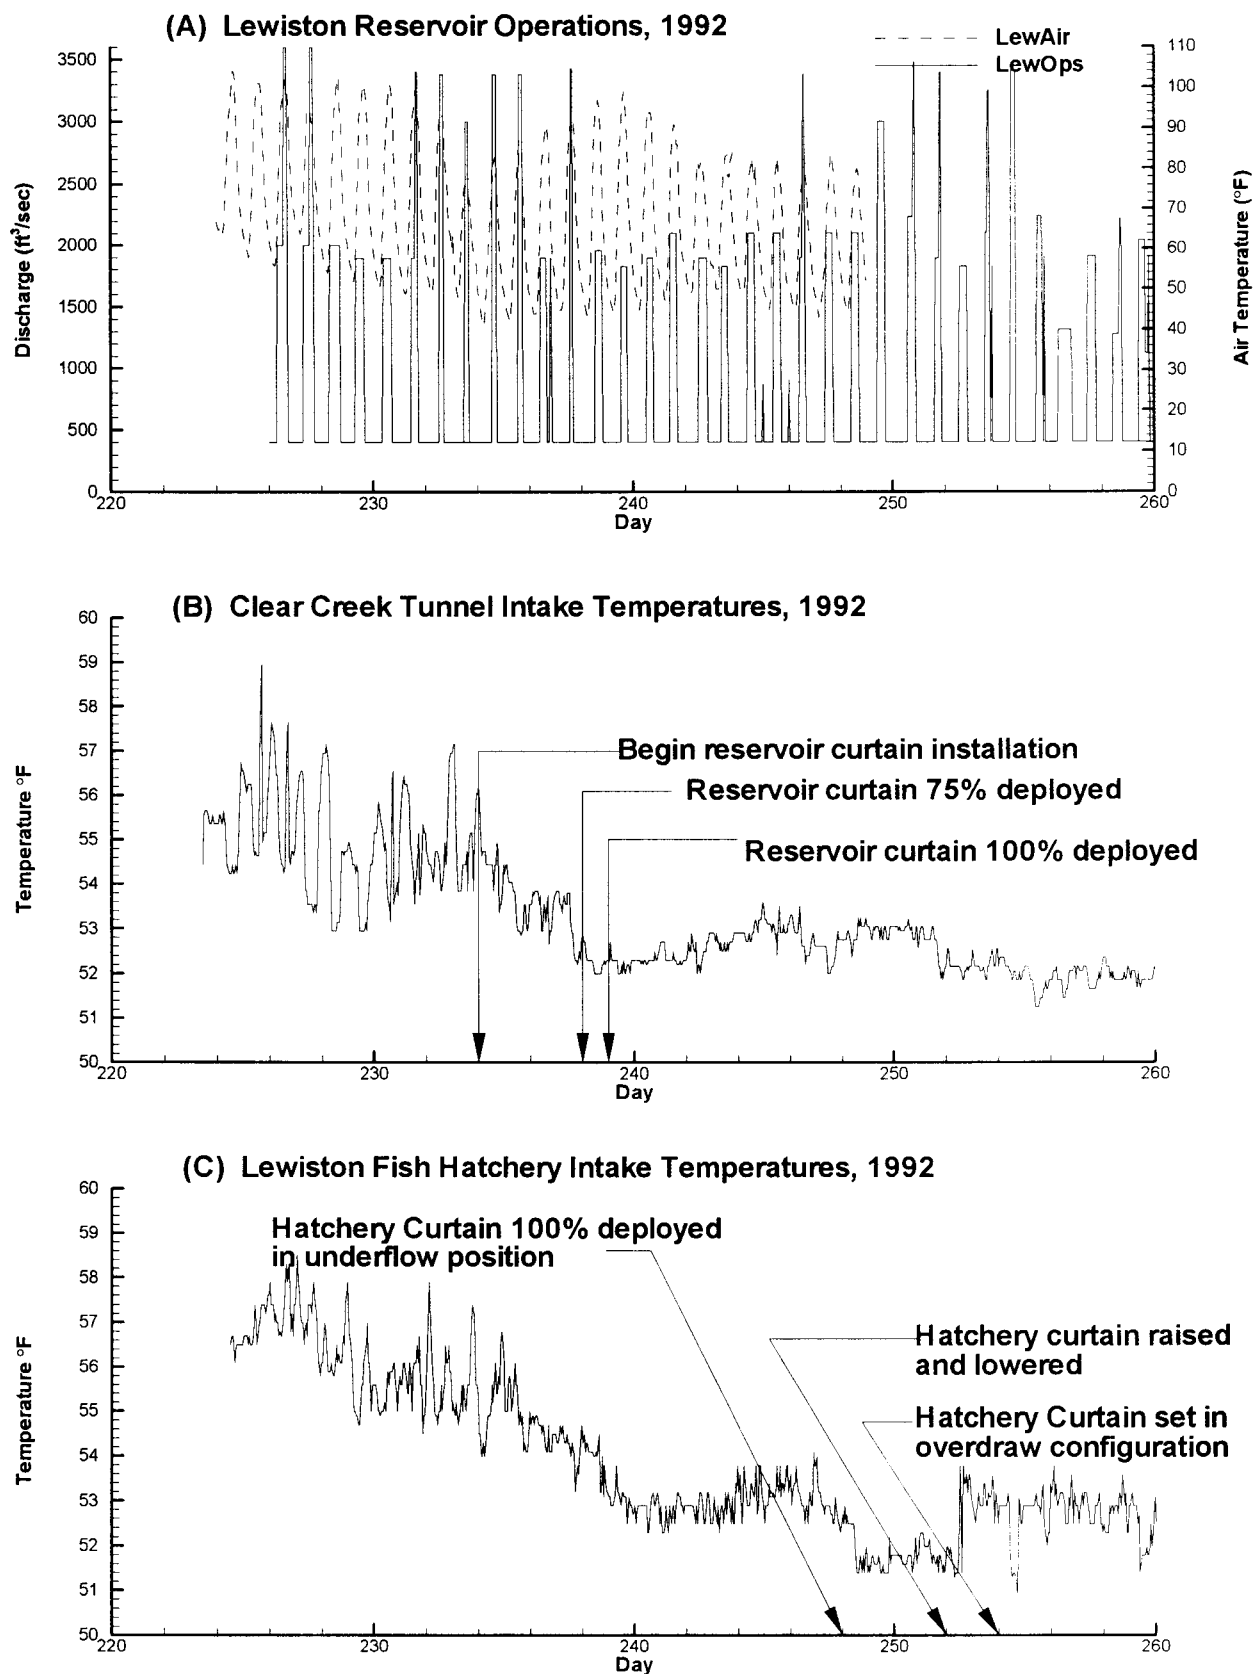 (A) Lewiston Reservoir Operations, 1992
LewAir
LewOps
3500
3000
2500
2000
1500
1000
500
0
Discharge (ft³/sec)
110
100
90
80
70
60
50
40
30
20
10
0
Air Temperature (°F)
220
230
240
250
260
Day
(B) Clear Creek Tunnel Intake Temperatures, 1992
60
59
58
57
56
55
54
53
52
51
50
Temperature °F
Begin reservoir curtain installation
Reservoir curtain 75% deployed
Reservoir curtain 100% deployed
220
230
240
250
260
Day
(C) Lewiston Fish Hatchery Intake Temperatures, 1992
60
59
58
57
56
55
54
53
52
51
50
Temperature °F
Hatchery Curtain 100% deployed
in underflow position
Hatchery curtain raised
and lowered
Hatchery Curtain set in
overdraw configuration
220
230
240
250
260
Day